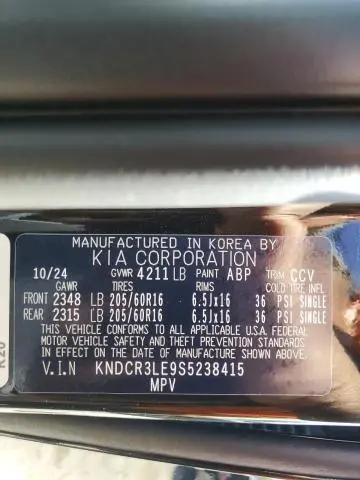 MANUFACTURED IN KOREA BY
KIA CORPORATION
10/24 GVWR 4211 LB PAINT ABP TRIM CCV
GAWR TIRES RIMS COLD TIRE INFL
FRONT 2348 LB 205/60R16 6.5Jx16 36 PSI SINGLE
REAR 2315 LB 205/60R16 6.5Jx16 36 PSI SINGLE
THIS VEHICLE CONFORMS TO ALL APPLICABLE U.S.A. FEDERAL
MOTOR VEHICLE SAFETY, BUMPER, AND THEFT PREVENTION
STANDARDS IN EFFECT ON THE DATE OF MANUFACTURE SHOWN ABOVE.
V.I.N KNDCR3LE9S5238415
MPV
K20